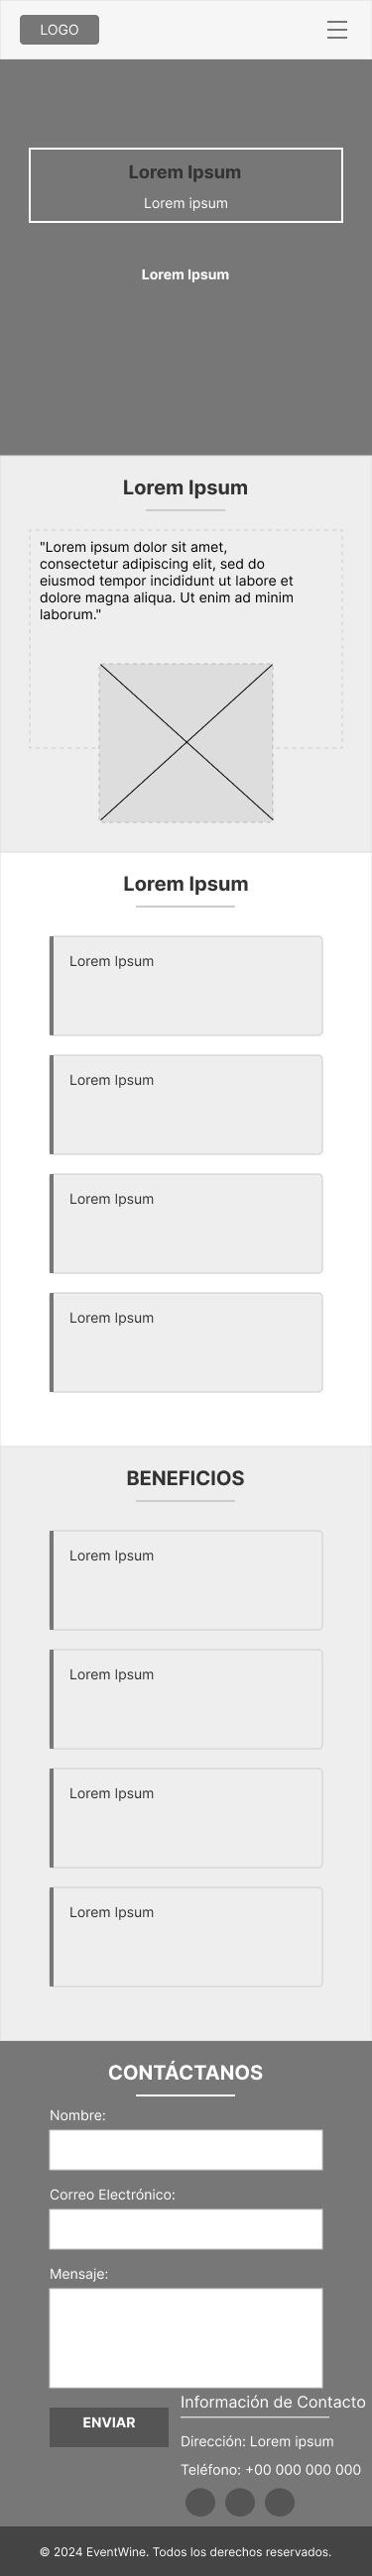 LOGO
Lorem Ipsum
Lorem ipsum
Lorem Ipsum
Lorem Ipsum
"Lorem ipsum dolor sit amet,
consectetur adipiscing elit, sed do
eiusmod tempor incididunt ut labore et
dolore magna aliqua. Ut enim ad minim
laborum."
Lorem Ipsum
Lorem Ipsum
Lorem Ipsum
Lorem Ipsum
Lorem Ipsum
BENEFICIOS
Lorem Ipsum
Lorem Ipsum
Lorem Ipsum
Lorem Ipsum
CONTÁCTANOS
Nombre:
Correo Electrónico:
Mensaje:
ENVIAR
Información de Contacto
Dirección: Lorem ipsum
Teléfono: +00 000 000 000
© 2024 EventWine. Todos los derechos reservados.